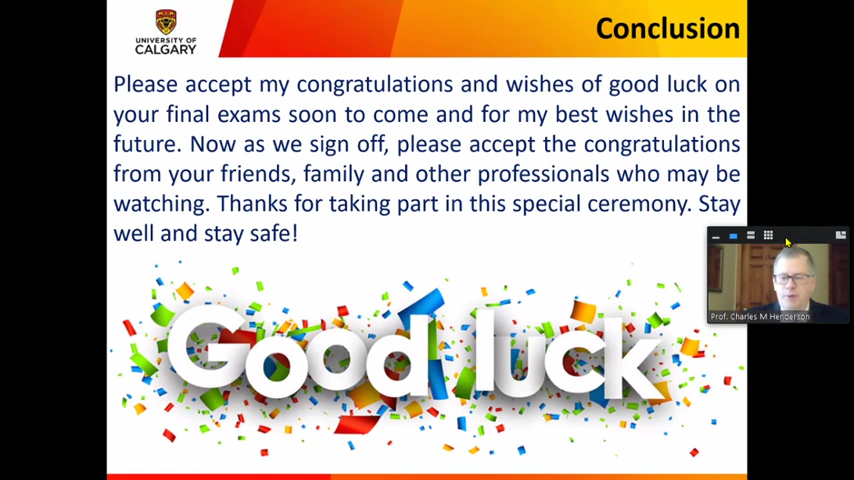 UNIVERSITY OF
CALGARY
Conclusion
Please accept my congratulations and wishes of good luck on
your final exams soon to come and for my best wishes in the
future. Now as we sign off, please accept the congratulations
from your friends, family and other professionals who may be
watching. Thanks for taking part in this special ceremony. Stay
well and stay safe!
Prof. Charles M Henderson
Good luck